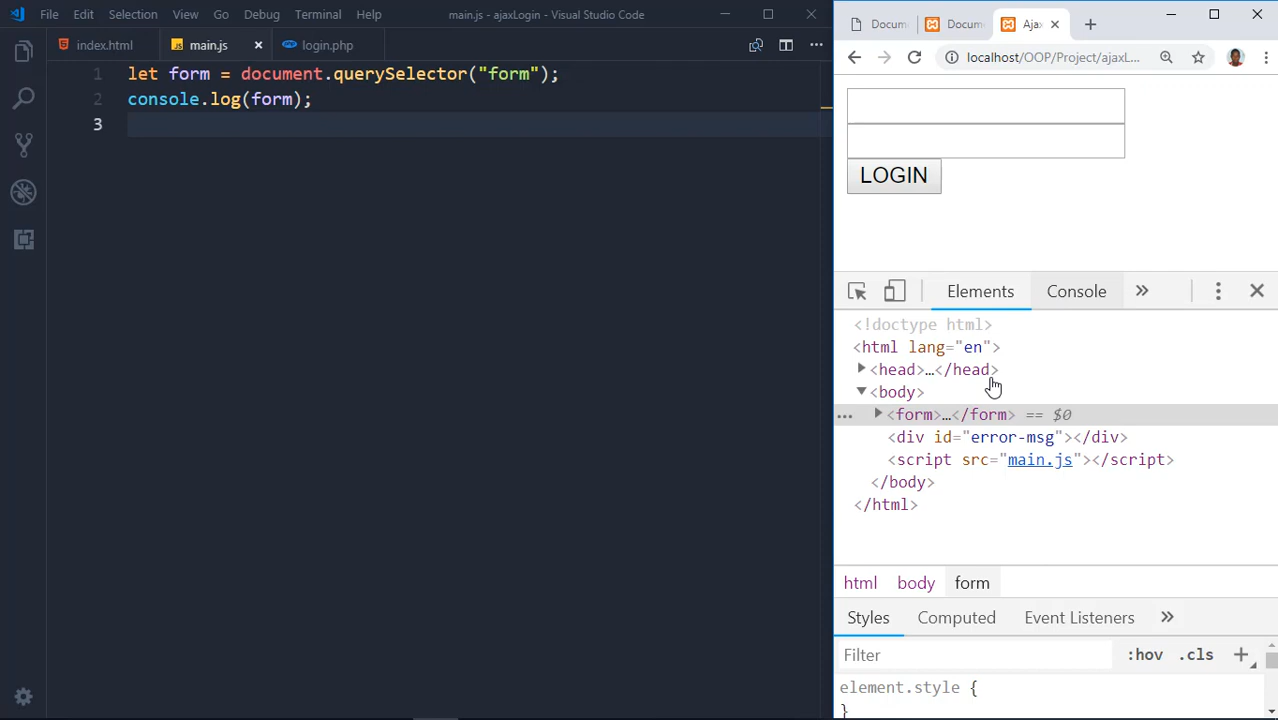 File Edit Selection View Go Debug Terminal Help
main.js - ajaxLogin - Visual Studio Code
index.html
main.js
login.php
1 let form = document.querySelector("form");
2 console.log(form);
3
Docum
Docum
Ajax
localhost/OOP/Project/ajaxL...
LOGIN
Elements
Console
<!doctype html>
<html lang="en">
<head>…</head>
<body>
<form>…</form> == $0
<div id="error-msg"></div>
<script src="main.js"></script>
</body>
</html>
html body form
Styles Computed Event Listeners
Filter :hov .cls
element.style {
}